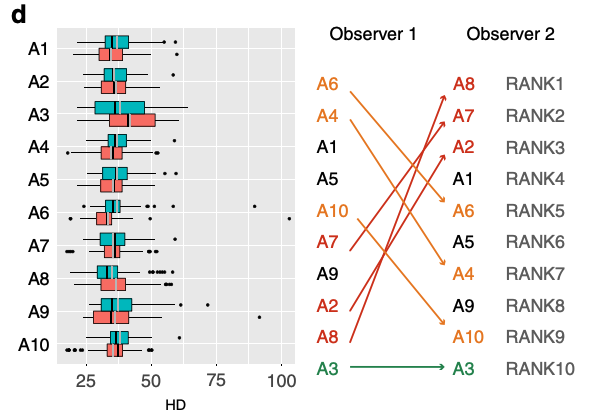 d
Observer 1 Observer 2
A1
A2
A3
A4
A5
A6
A7
A8
A9
A10
25 50 75 100
HD
A6 A8 RANK1
A4 A7 RANK2
A1 A2 RANK3
A5 A1 RANK4
A10 A6 RANK5
A7 A5 RANK6
A9 A4 RANK7
A2 A9 RANK8
A8 A10 RANK9
A3 A3 RANK10